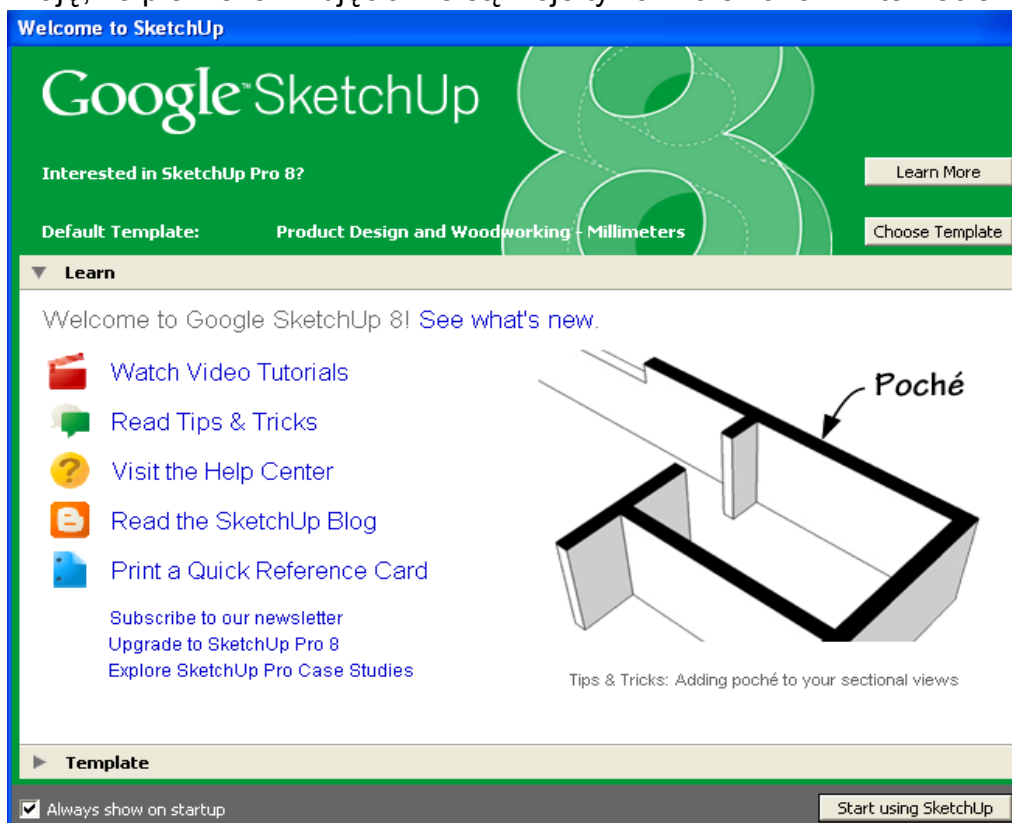 Welcome to SketchUp
Google™ SketchUp
Interested in SketchUp Pro 8?
Learn More
Default Template: Product Design and Woodworking - Millimeters
Choose Template
Learn
Welcome to Google SketchUp 8! See what's new.
Watch Video Tutorials
Read Tips & Tricks
Visit the Help Center
Read the SketchUp Blog
Print a Quick Reference Card
Subscribe to our newsletter
Upgrade to SketchUp Pro 8
Explore SketchUp Pro Case Studies
Poché
Tips & Tricks: Adding poché to your sectional views
Template
Always show on startup
Start using SketchUp